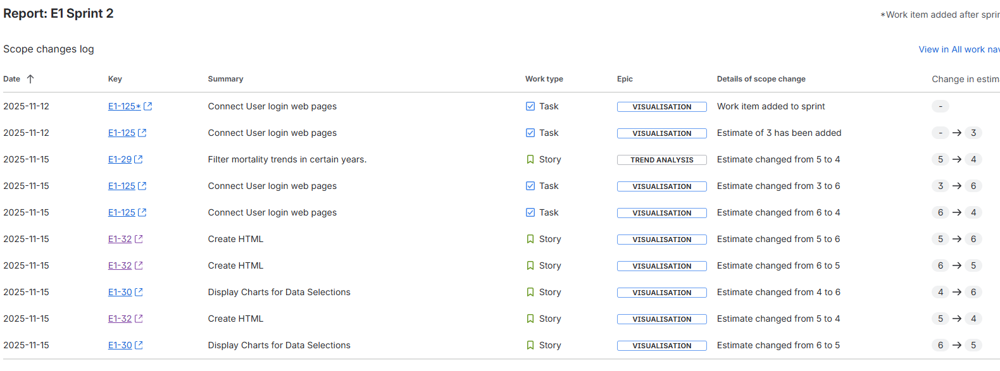 Report: E1 Sprint 2
*Work item added after
Scope changes log
View in All work
Date Key Summary Work type Epic Details of scope change Change in
2025-11-12 E1-125* Connect User login web pages Task VISUALISATION Work item added to sprint -
2025-11-12 E1-125 Connect User login web pages Task VISUALISATION Estimate of 3 has been added - → 3
2025-11-15 E1-29 Filter mortality trends in certain years. Story TREND ANALYSIS Estimate changed from 5 to 4 5 → 4
2025-11-15 E1-125 Connect User login web pages Task VISUALISATION Estimate changed from 3 to 6 3 → 6
2025-11-15 E1-125 Connect User login web pages Task VISUALISATION Estimate changed from 6 to 4 6 → 4
2025-11-15 E1-32 Create HTML Story VISUALISATION Estimate changed from 5 to 6 5 → 6
2025-11-15 E1-32 Create HTML Story VISUALISATION Estimate changed from 6 to 5 6 → 5
2025-11-15 E1-30 Display Charts for Data Selections Story VISUALISATION Estimate changed from 4 to 6 4 → 6
2025-11-15 E1-32 Create HTML Story VISUALISATION Estimate changed from 5 to 4 5 → 4
2025-11-15 E1-30 Display Charts for Data Selections Story VISUALISATION Estimate changed from 6 to 5 6 → 5